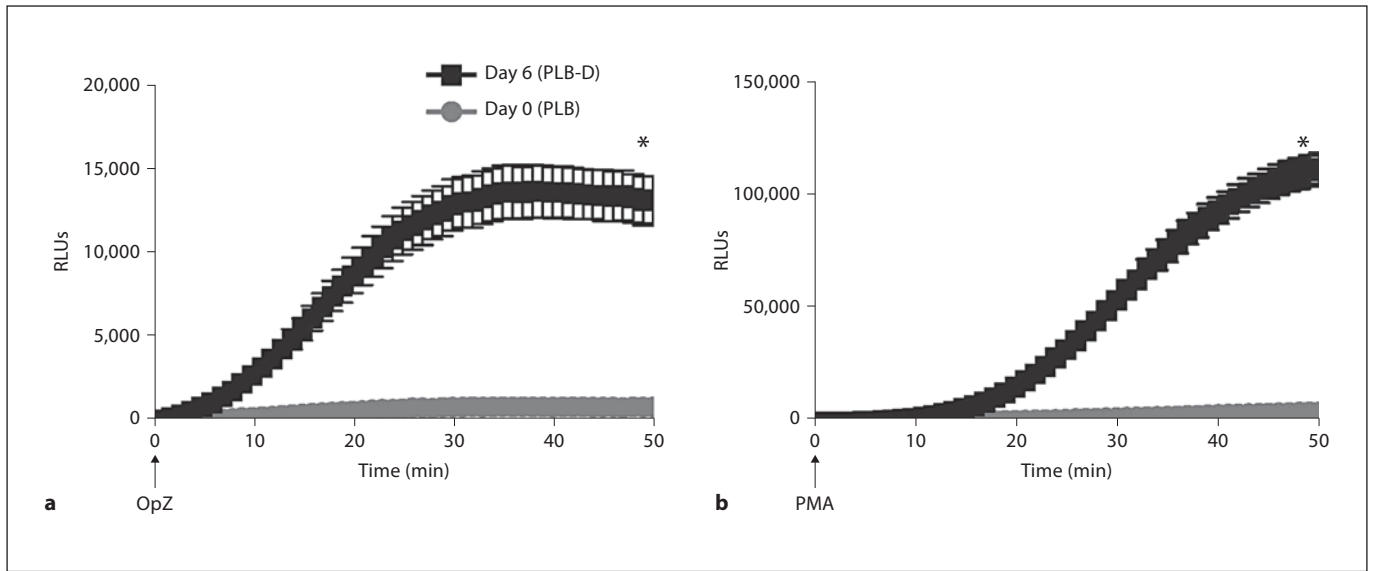 Day 6 (PLB-D)
Day 0 (PLB)
20,000
15,000
10,000
5,000
0
RLUs
*
0 10 20 30 40 50
Time (min)
a
OpZ
150,000
100,000
50,000
0
RLUs
*
0 10 20 30 40 50
Time (min)
b
PMA